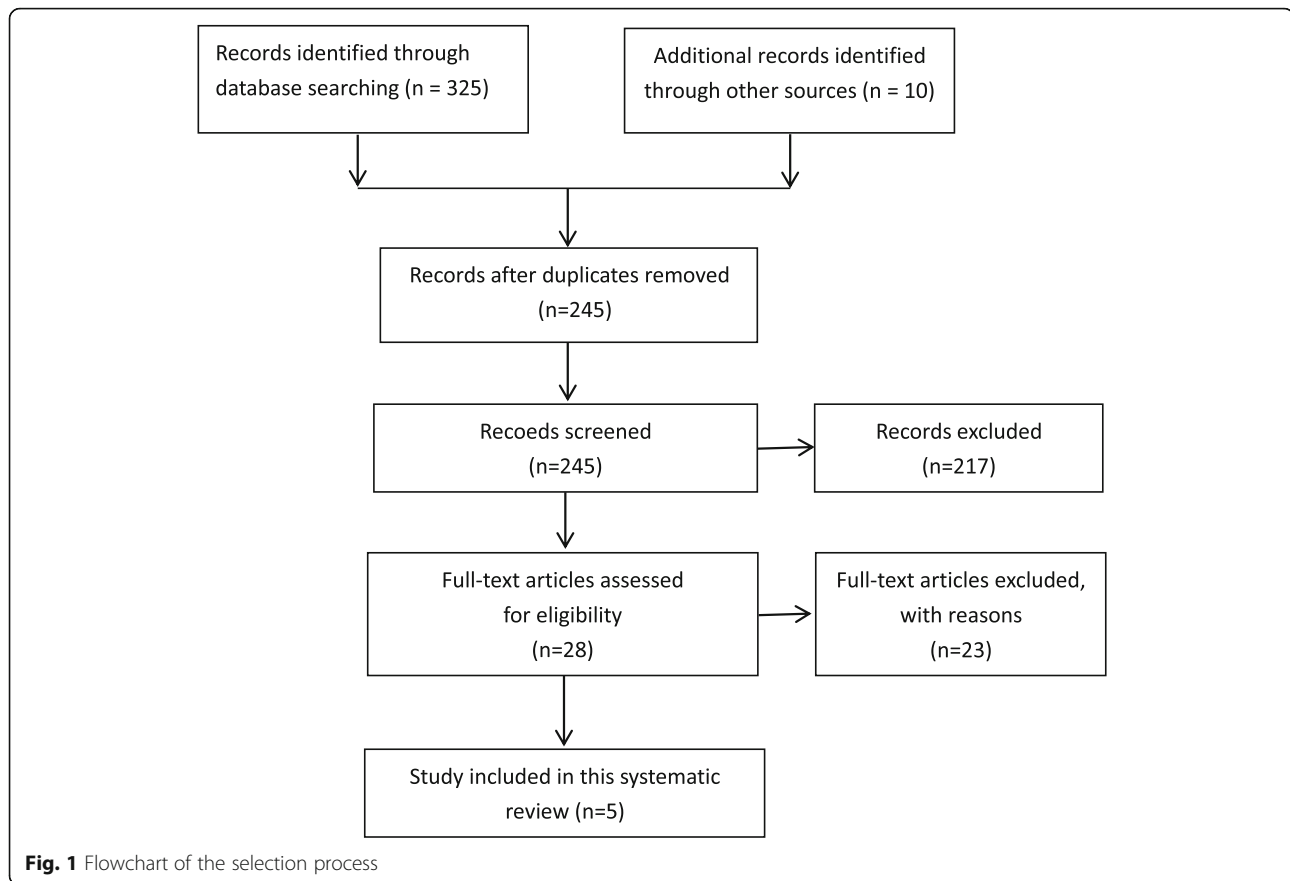 Records identified through
database searching (n = 325)
Additional records identified
through other sources (n = 10)
Records after duplicates removed
(n=245)
Recoeds screened
(n=245)
Records excluded
(n=217)
Full-text articles assessed
for eligibility
(n=28)
Full-text articles excluded,
with reasons
(n=23)
Study included in this systematic
review (n=5)
Fig. 1 Flowchart of the selection process